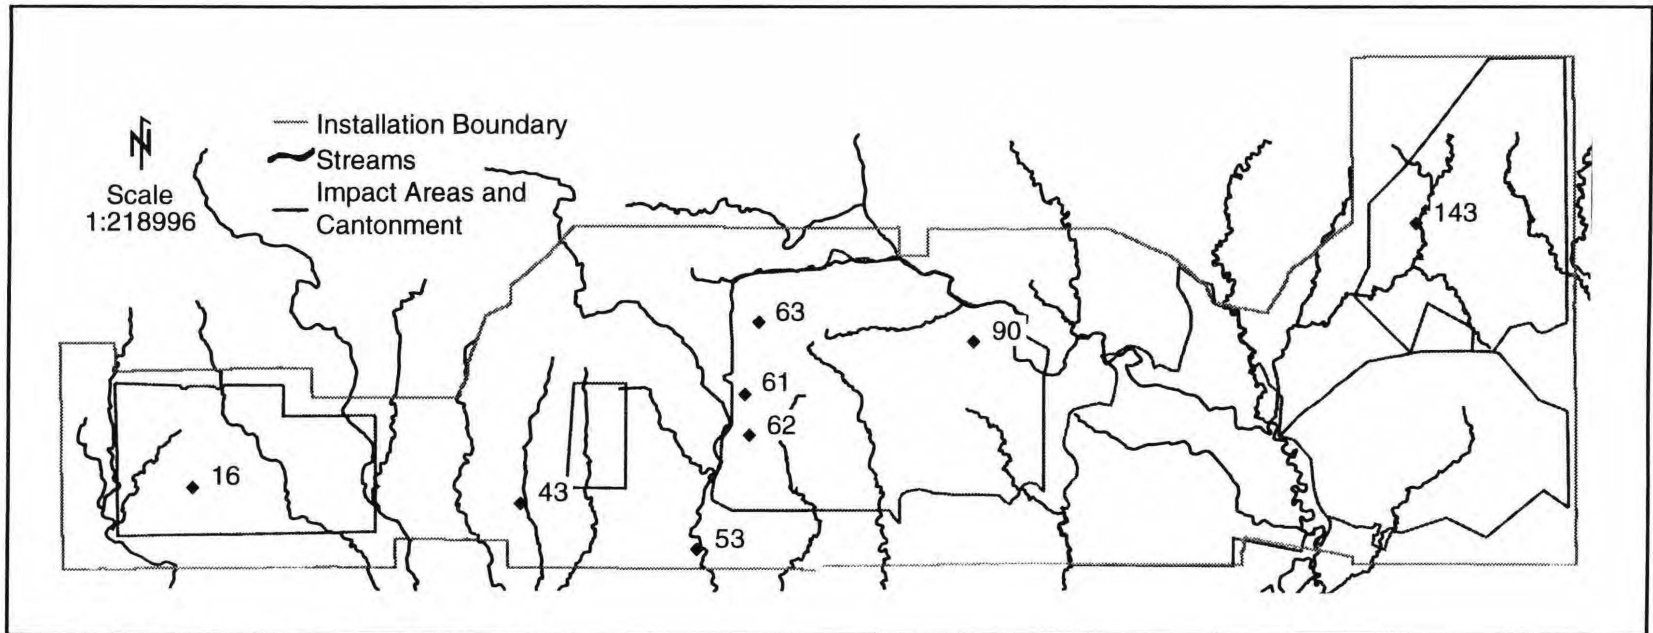 N
Scale
1:218996
Installation Boundary
Streams
Impact Areas and
Cantonment
143
63
90
61
62
16
43
53